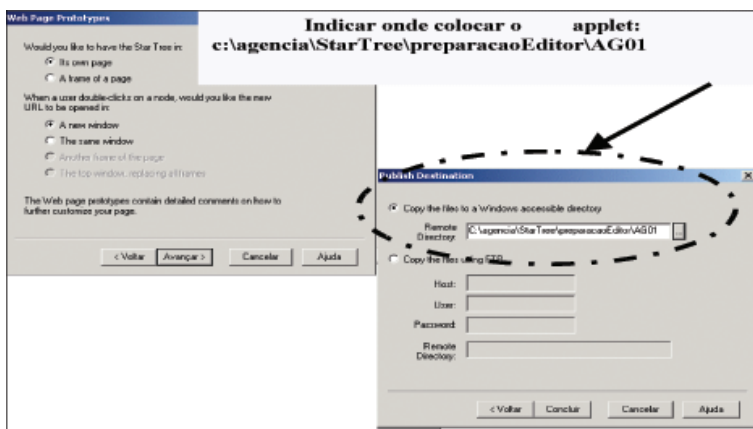 Web Page Prototypes
Indicar onde colocar o applet:
c:\agencia\StarTree\preparacaoEditor\AG01
Would you like to have the Star Tree in:
Its own page
A frame of a page
When a user double-clicks on a node, would you like the new
URL to be opened in:
A new window
The same window
Another frame of the page
The top window, replacing all frames
The Web page prototypes contain detailed comments on how to
further customize your page.
< Voltar
Avançar >
Cancelar
Ajuda
Publish Destination
Copy the files to a Windows accessible directory
Remote
Directory:
C:\agencia\StarTree\preparacaoEditor\AG01
...
Copy the files using FTP
Host:
User:
Password:
Remote
Directory:
< Voltar
Concluir
Cancelar
Ajuda